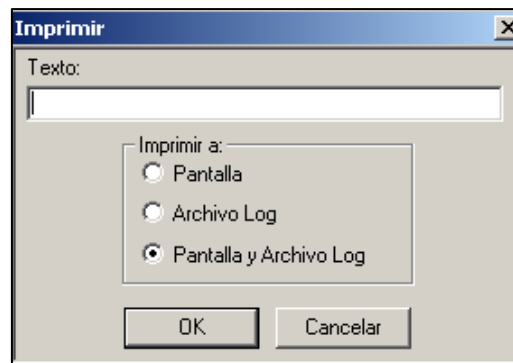 Imprimir
Texto:
Imprimir a:
Pantalla
Archivo Log
Pantalla y Archivo Log
OK Cancelar